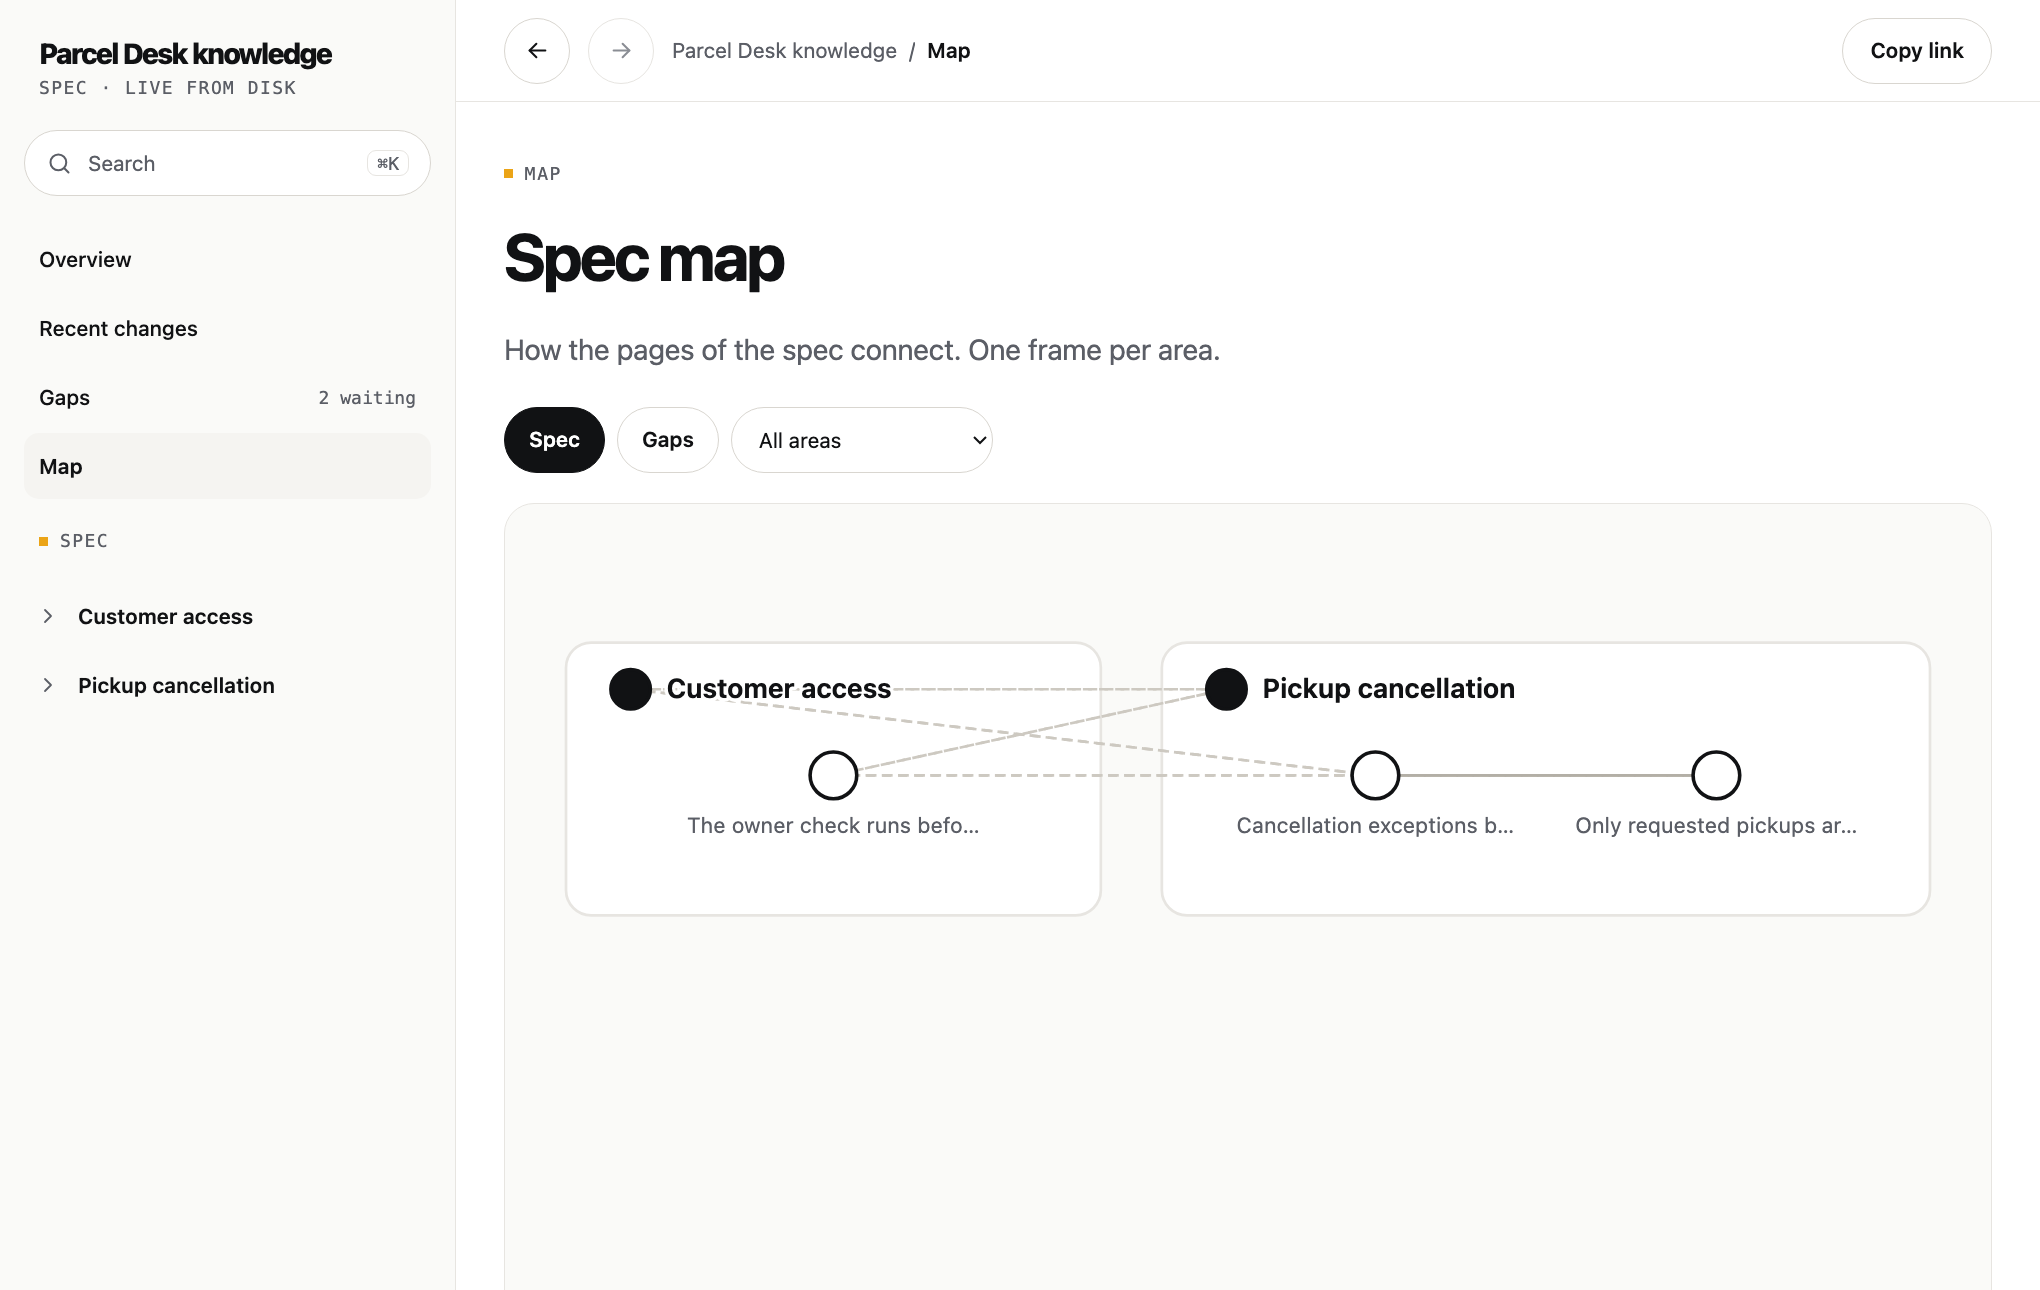 Parcel Desk knowledge
SPEC · LIVE FROM DISK
Search
⌘K
Overview
Recent changes
Gaps
2 waiting
Map
SPEC
Customer access
Pickup cancellation
Parcel Desk knowledge / Map
Copy link
MAP
Spec map
How the pages of the spec connect. One frame per area.
Spec
Gaps
All areas
Customer access
The owner check runs befo...
Pickup cancellation
Cancellation exceptions b...
Only requested pickups ar...